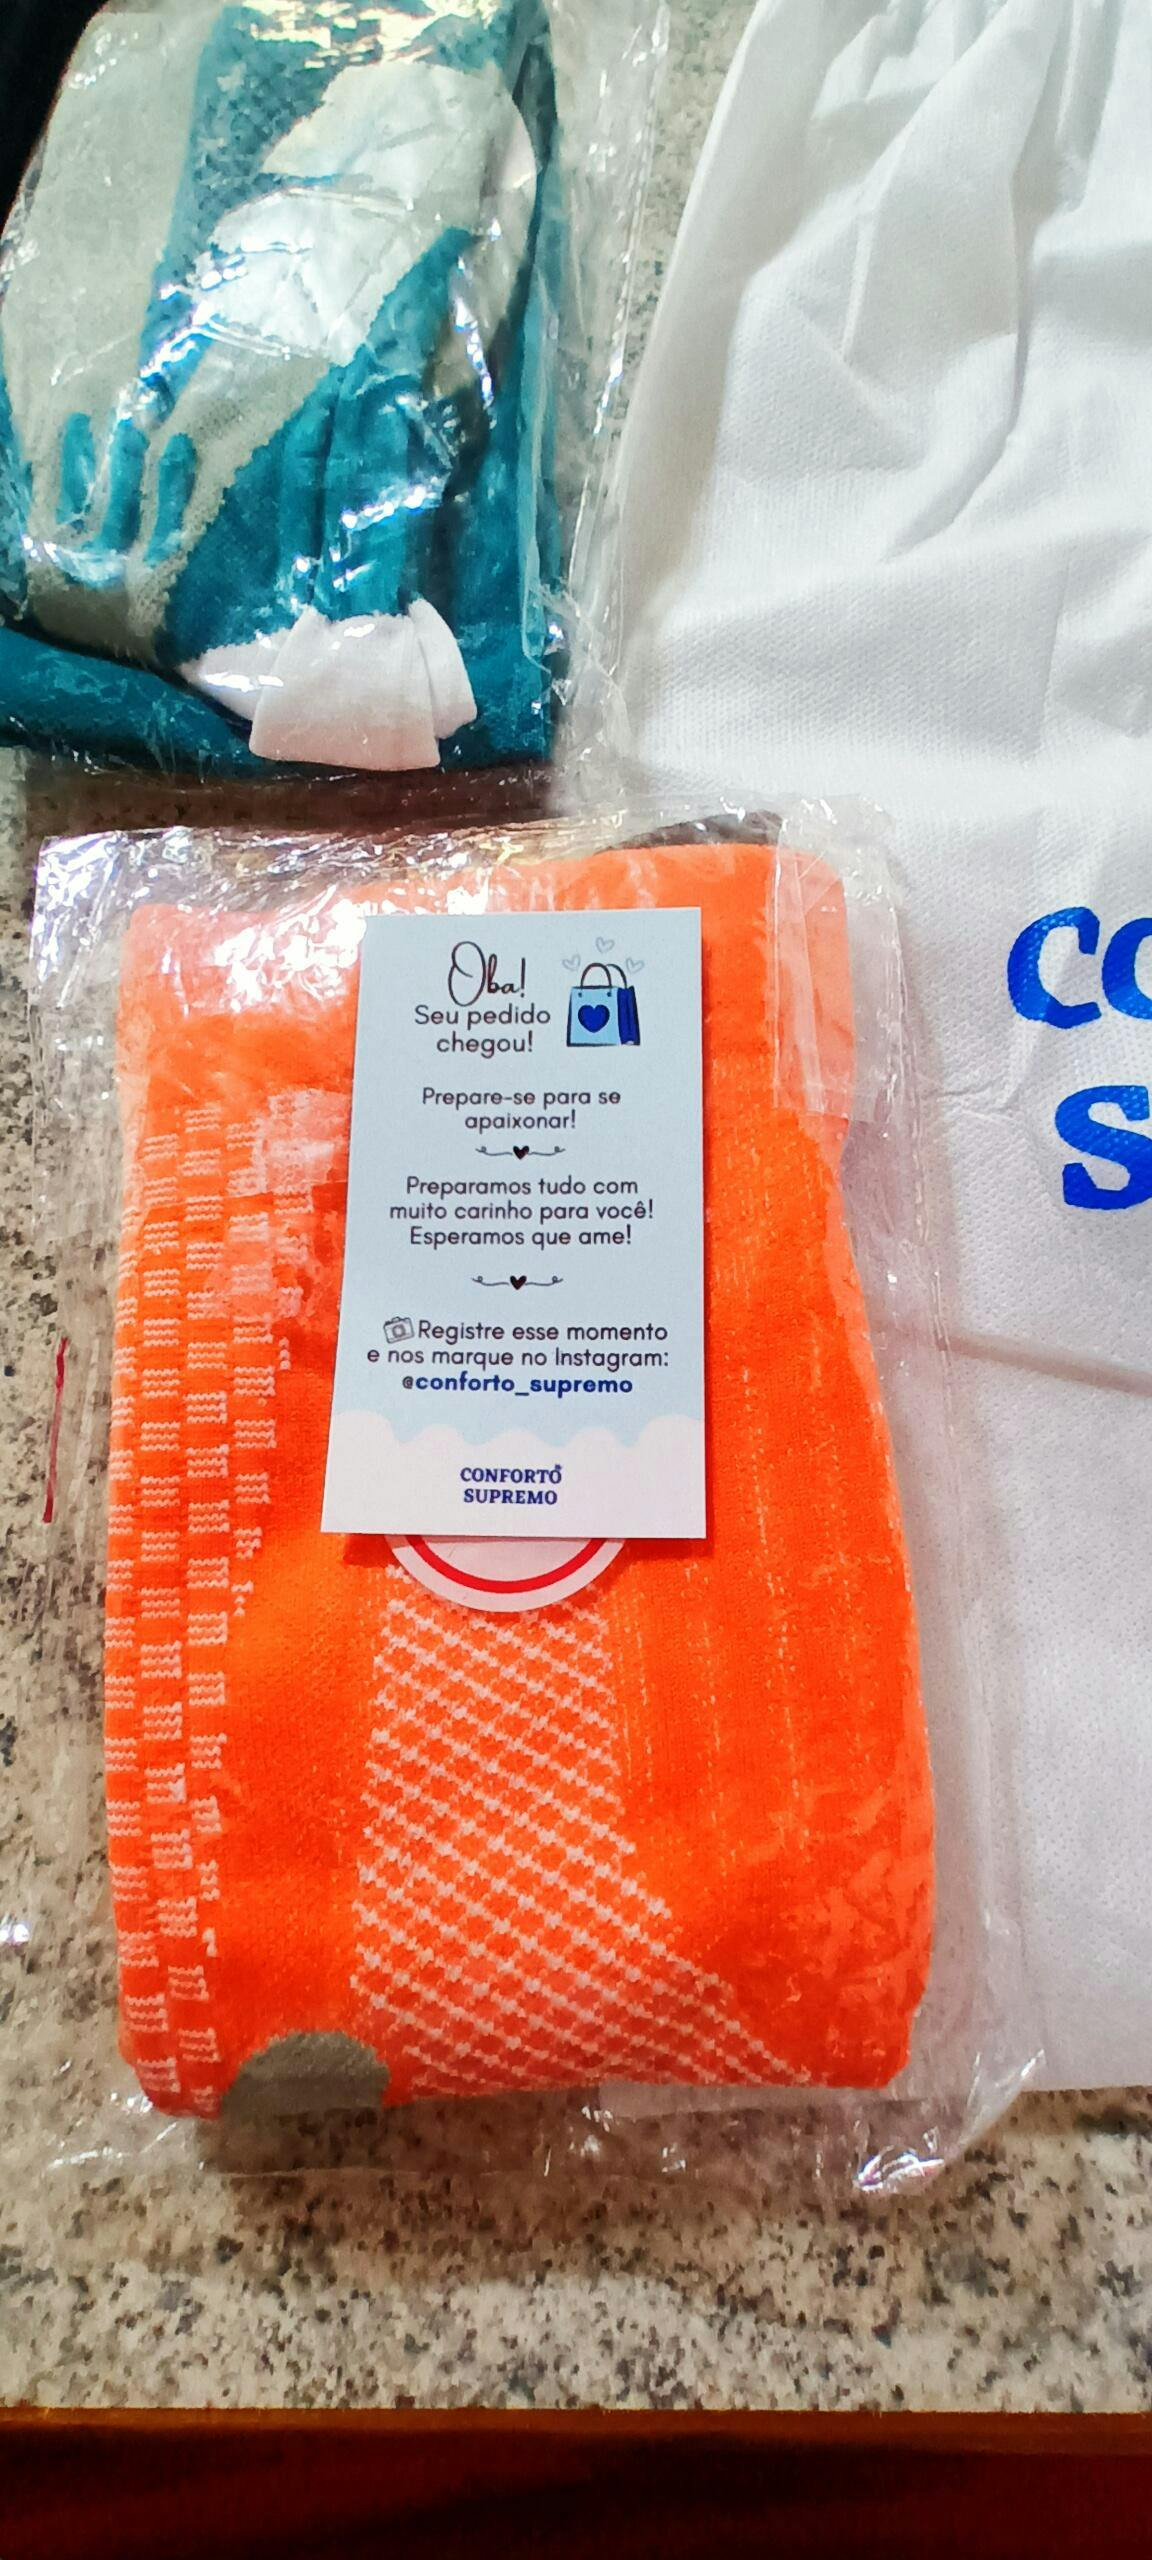 Oba!
Seu pedido
chegou!
Prepare-se para se
apaixonar!
Preparamos tudo com
muito carinho para você!
Esperamos que ame!
Registre esse momento
e nos marque no Instagram:
@conforto_supremo
CONFORTO
SUPREMO
CO
S